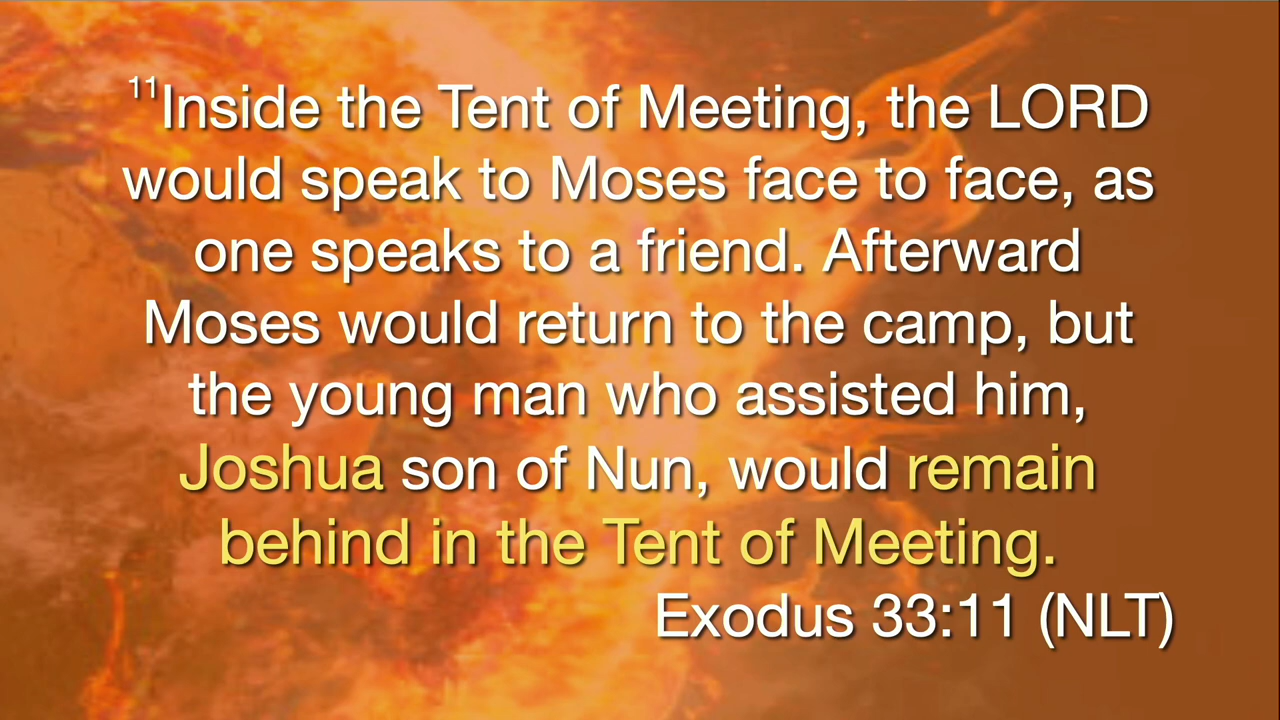 11Inside the Tent of Meeting, the LORD
would speak to Moses face to face, as
one speaks to a friend. Afterward
Moses would return to the camp, but
the young man who assisted him,
Joshua son of Nun, would remain
behind in the Tent of Meeting.
Exodus 33:11 (NLT)